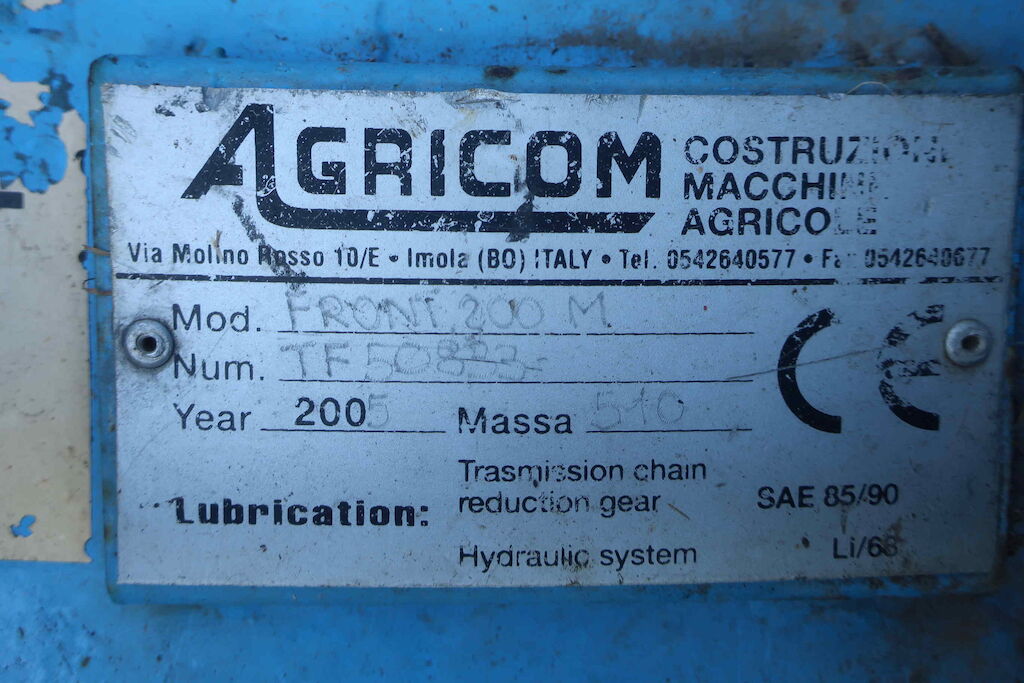 AGRICOM
COSTRUZIONI
MACCHINE
AGRICOLE
Via Molino Rosso 10/E • Imola (BO) ITALY • Tel. 0542640577 • Fax 0542640677
Mod. FRONT 200 M
Num.
Year 2005 Massa 510
Lubrication:
Trasmission chain
reduction gear SAE 85/90
Hydraulic system Li/68
CE